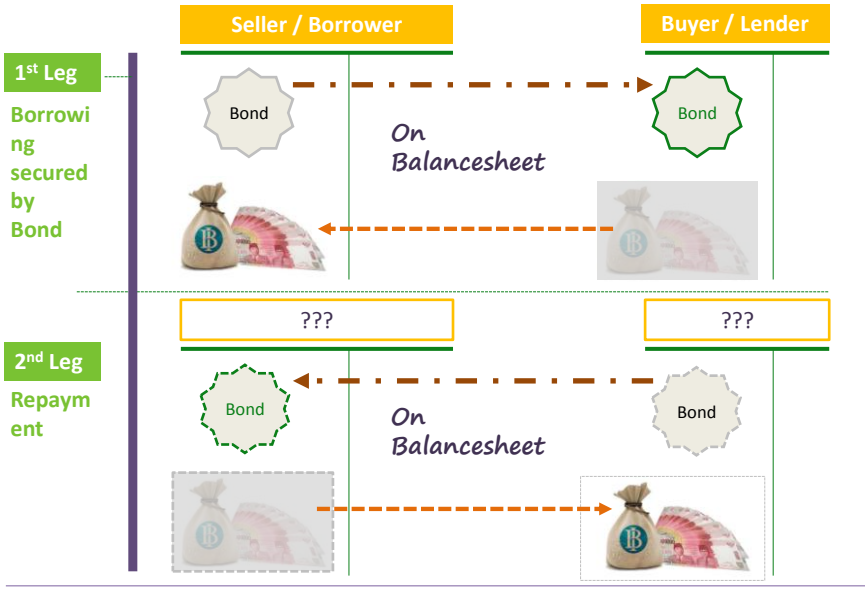 Seller / Borrower
Buyer / Lender
1st Leg
Borrowi
ng
secured
by
Bond
Bond
Bond
On
Balancesheet
???
???
2nd Leg
Repaym
ent
Bond
Bond
On
Balancesheet